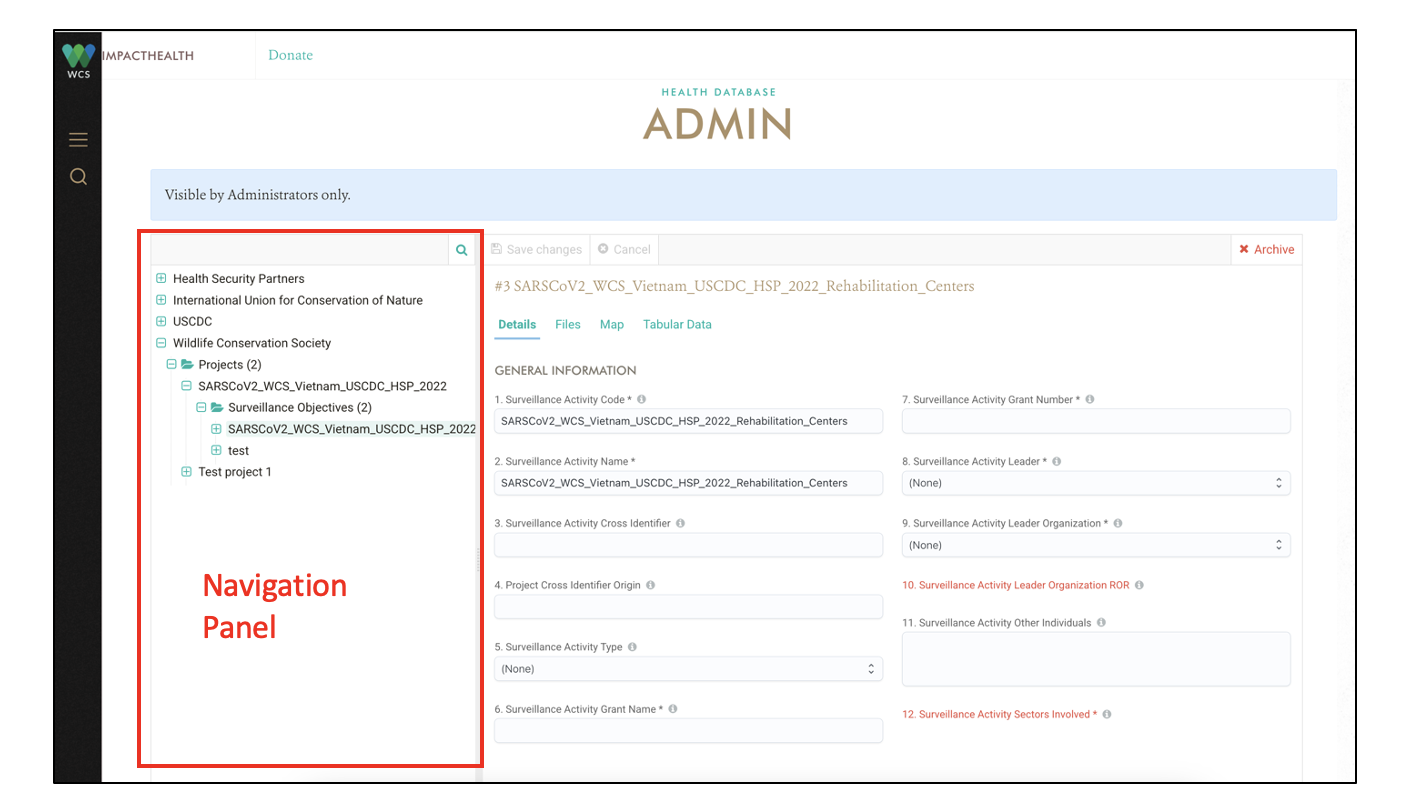 WCS
IMPACTHEALTH
Donate
HEALTH DATABASE
ADMIN
Visible by Administrators only.
Health Security Partners
International Union for Conservation of Nature
USCDC
Wildlife Conservation Society
Projects (2)
SARSCoV2_WCS_Vietnam_USCDC_HSP_2022
Surveillance Objectives (2)
SARSCoV2_WCS_Vietnam_USCDC_HSP_2022
test
Test project 1
Navigation
Panel
Save changes
Cancel
Archive
#3 SARSCoV2_WCS_Vietnam_USCDC_HSP_2022_Rehabilitation_Centers
Details Files Map Tabular Data
GENERAL INFORMATION
1. Surveillance Activity Code *
SARSCoV2_WCS_Vietnam_USCDC_HSP_2022_Rehabilitation_Centers
2. Surveillance Activity Name *
SARSCoV2_WCS_Vietnam_USCDC_HSP_2022_Rehabilitation_Centers
3. Surveillance Activity Cross Identifier
4. Project Cross Identifier Origin
5. Surveillance Activity Type
(None)
6. Surveillance Activity Grant Name *
7. Surveillance Activity Grant Number *
8. Surveillance Activity Leader *
(None)
9. Surveillance Activity Leader Organization *
(None)
10. Surveillance Activity Leader Organization ROR
11. Surveillance Activity Other Individuals
12. Surveillance Activity Sectors Involved *